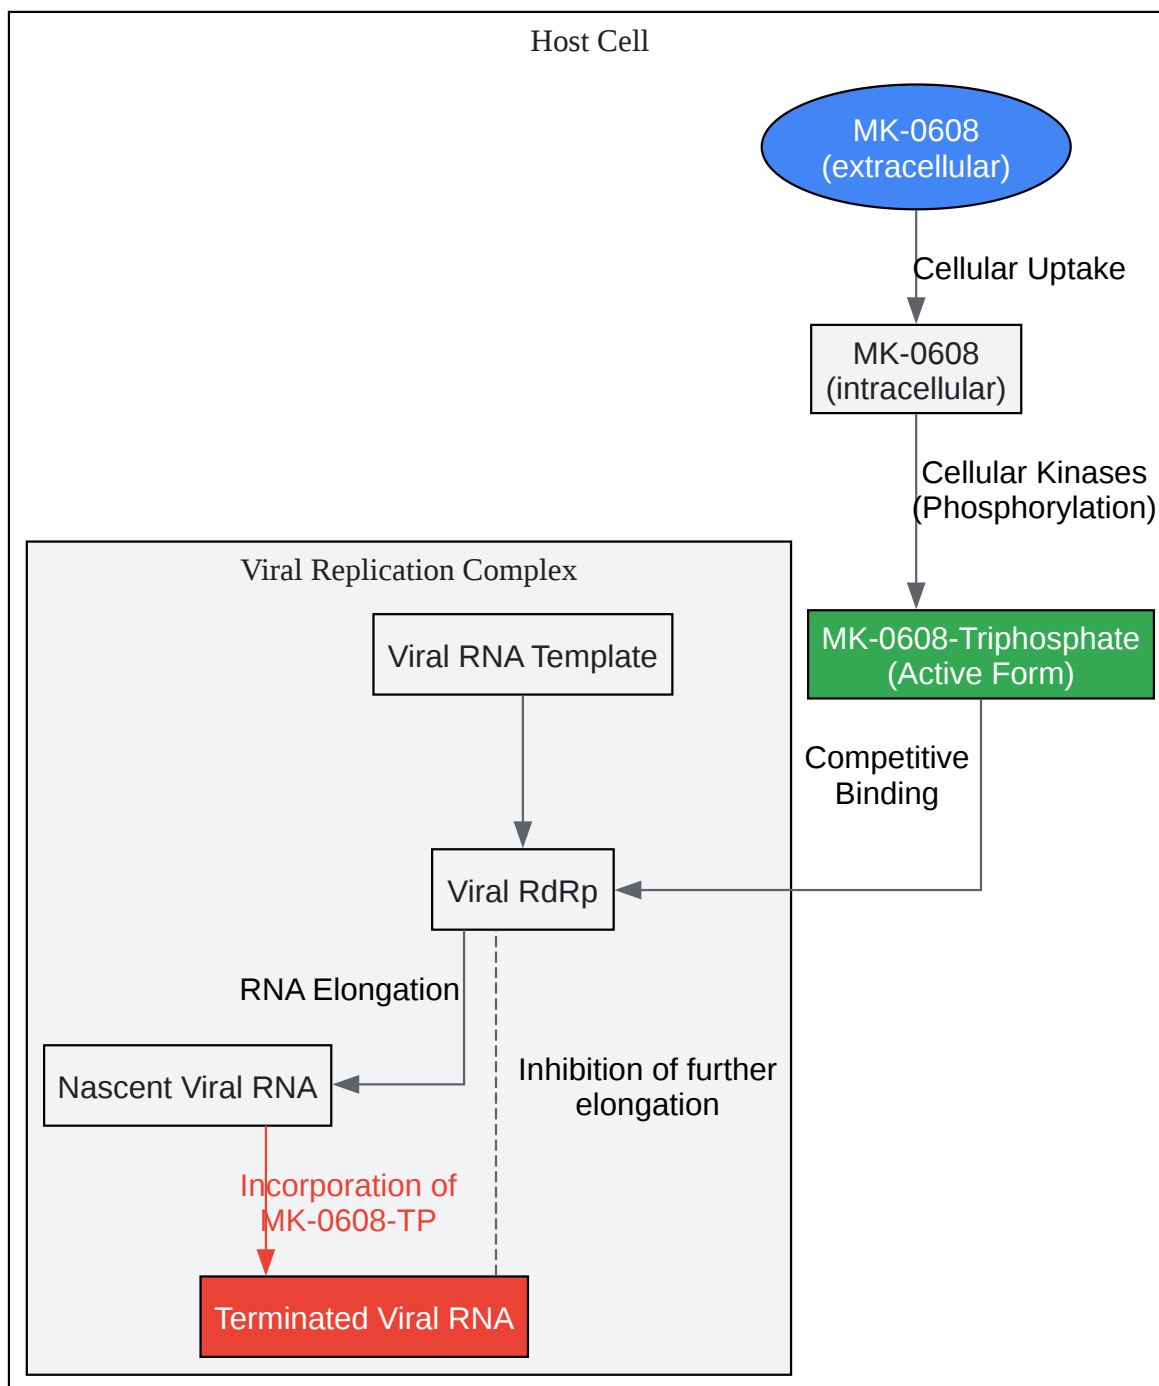 Host Cell
MK-0608
(extracellular)
Cellular Uptake
MK-0608
(intracellular)
Cellular Kinases
(Phosphorylation)
Viral Replication Complex
Viral RNA Template
MK-0608-Triphosphate
(Active Form)
Competitive
Binding
Viral RdRp
RNA Elongation
Inhibition of further
elongation
Nascent Viral RNA
Incorporation of
MK-0608-TP
Terminated Viral RNA